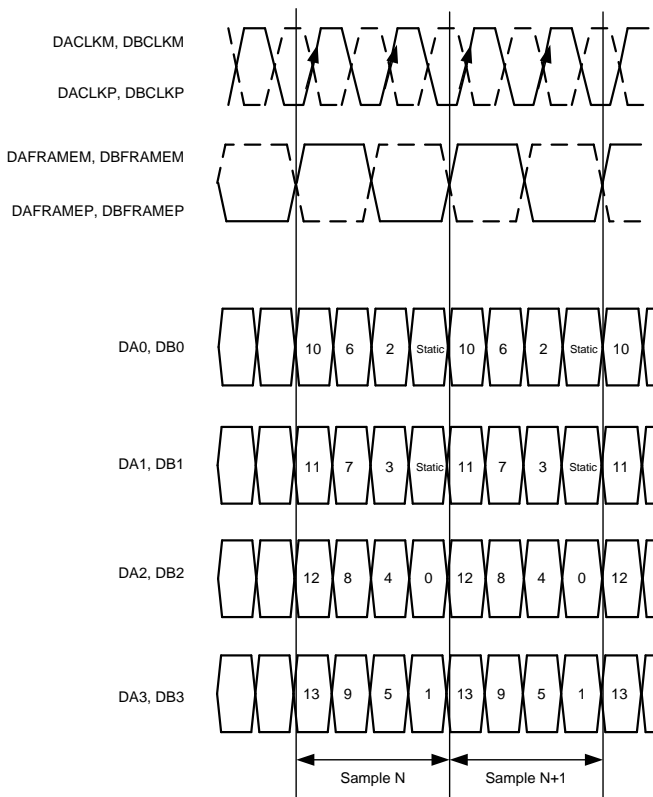 DACLKM, DBCLKM
DACLKP, DBCLKP
DAFRAMEM, DBFRAMEM
DAFRAMEP, DBFRAMEP
DA0, DB0 10 6 2 Static 10 6 2 Static 10
DA1, DB1 11 7 3 Static 11 7 3 Static 11
DA2, DB2 12 8 4 0 12 8 4 0 12
DA3, DB3 13 9 5 1 13 9 5 1 13
Sample N Sample N+1